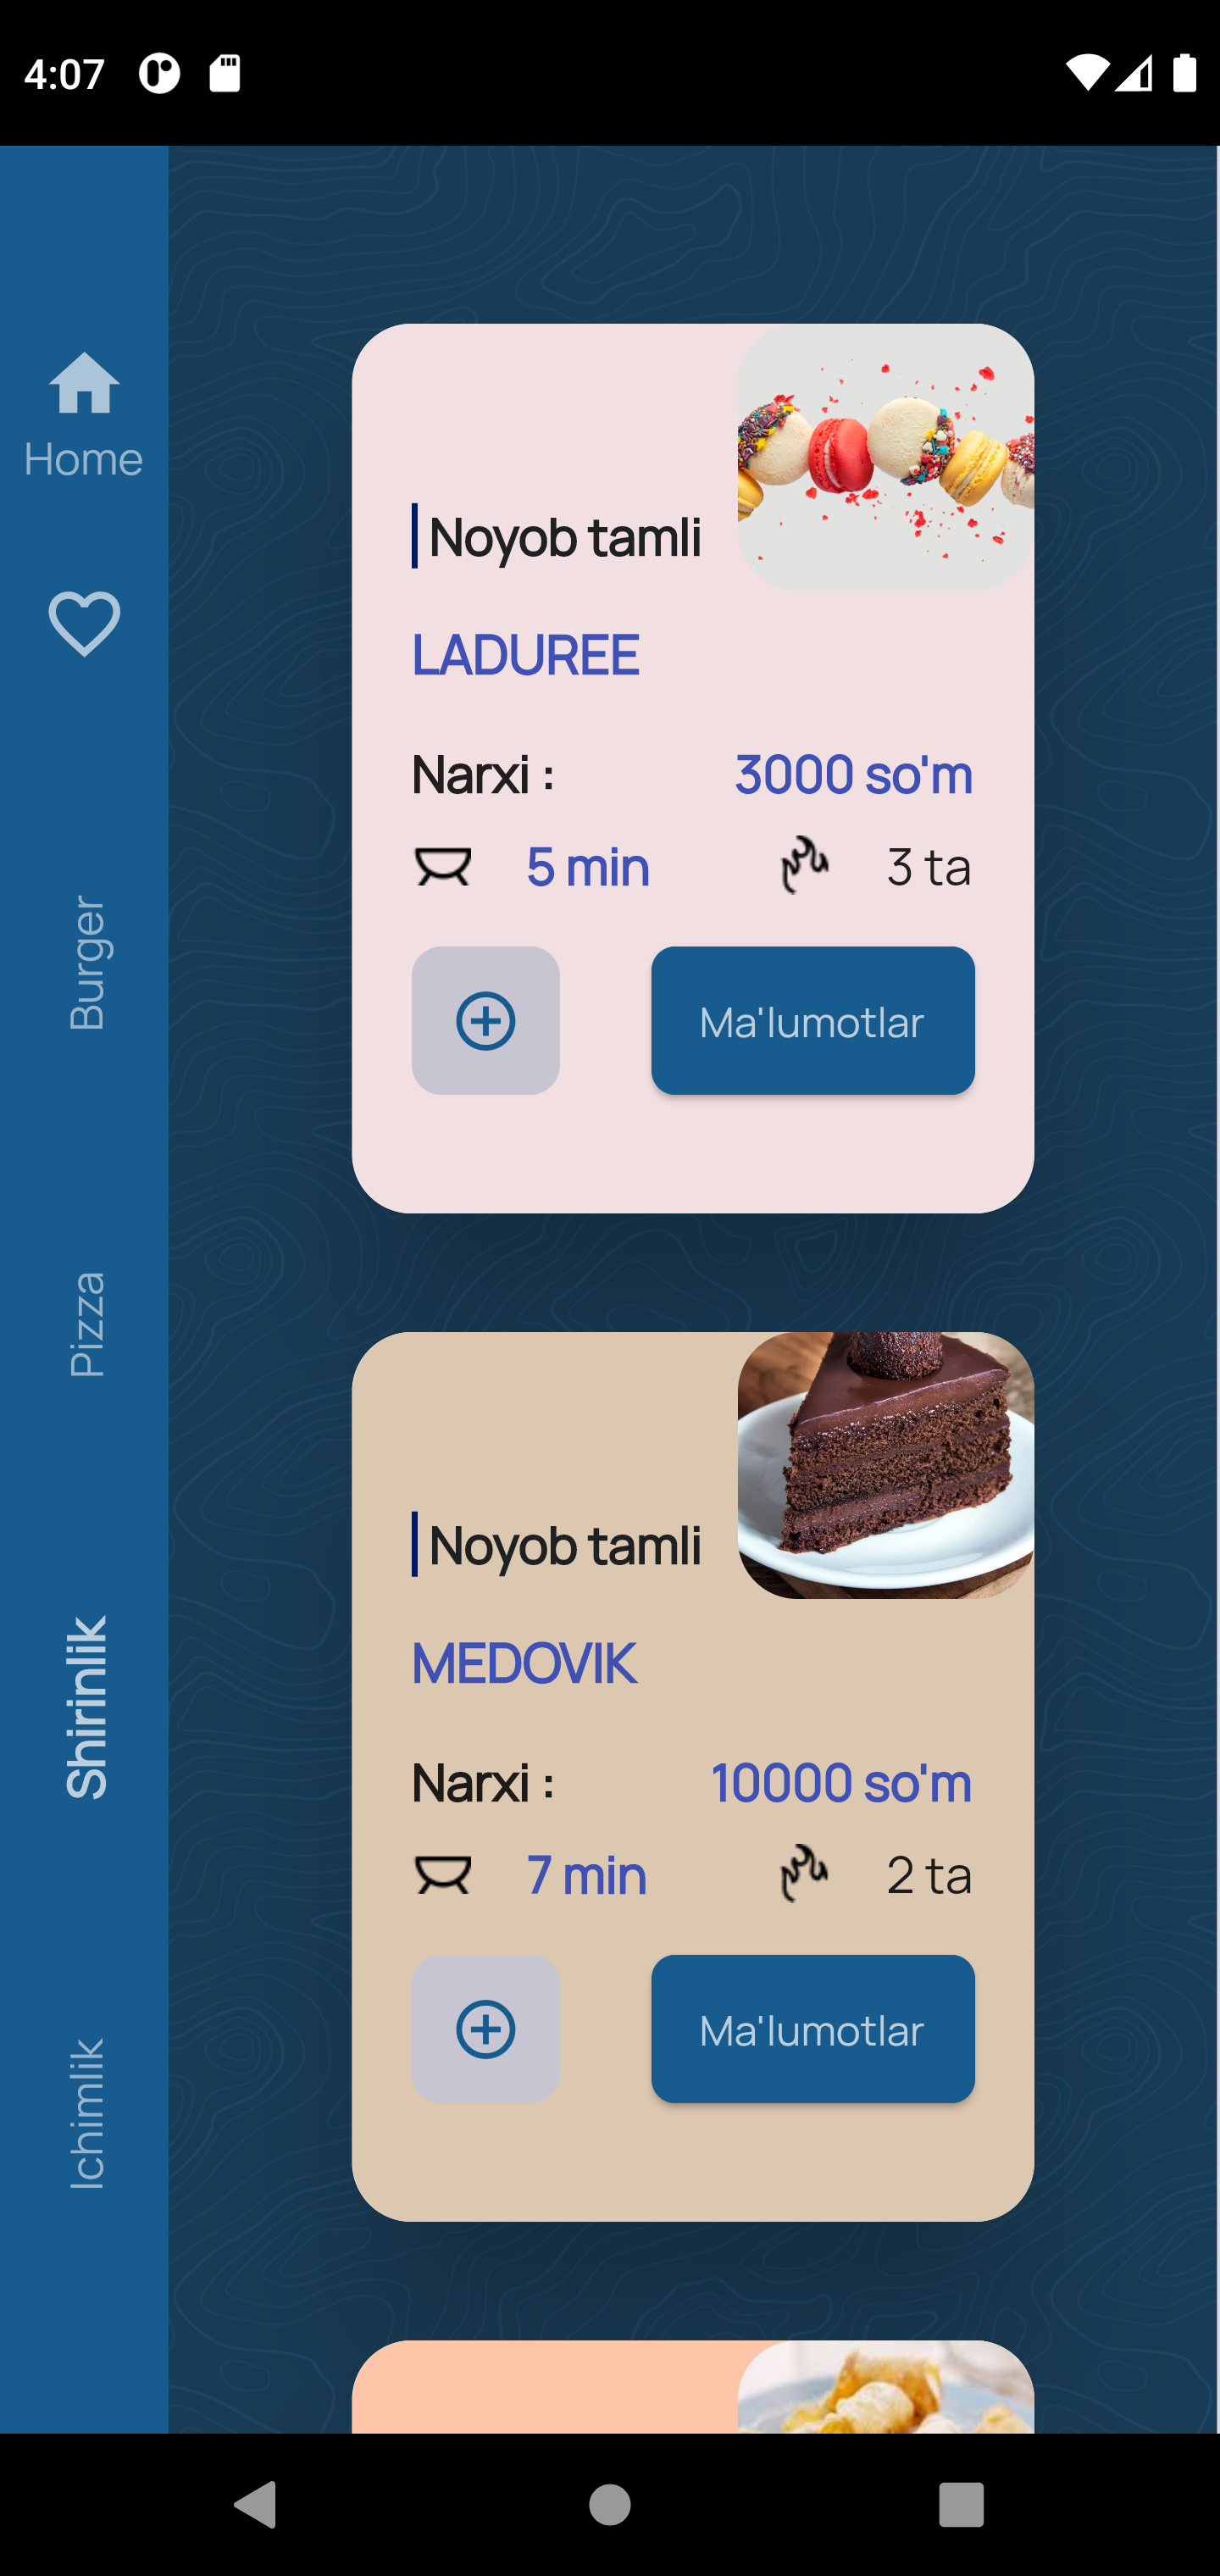 4:07
Home
Burger
Pizza
Shirinlik
Ichimlik
Noyob tamli
LADUREE
Narxi : 3000 so'm
5 min 3 ta
Ma'lumotlar
Noyob tamli
MEDOVIK
Narxi : 10000 so'm
7 min 2 ta
Ma'lumotlar